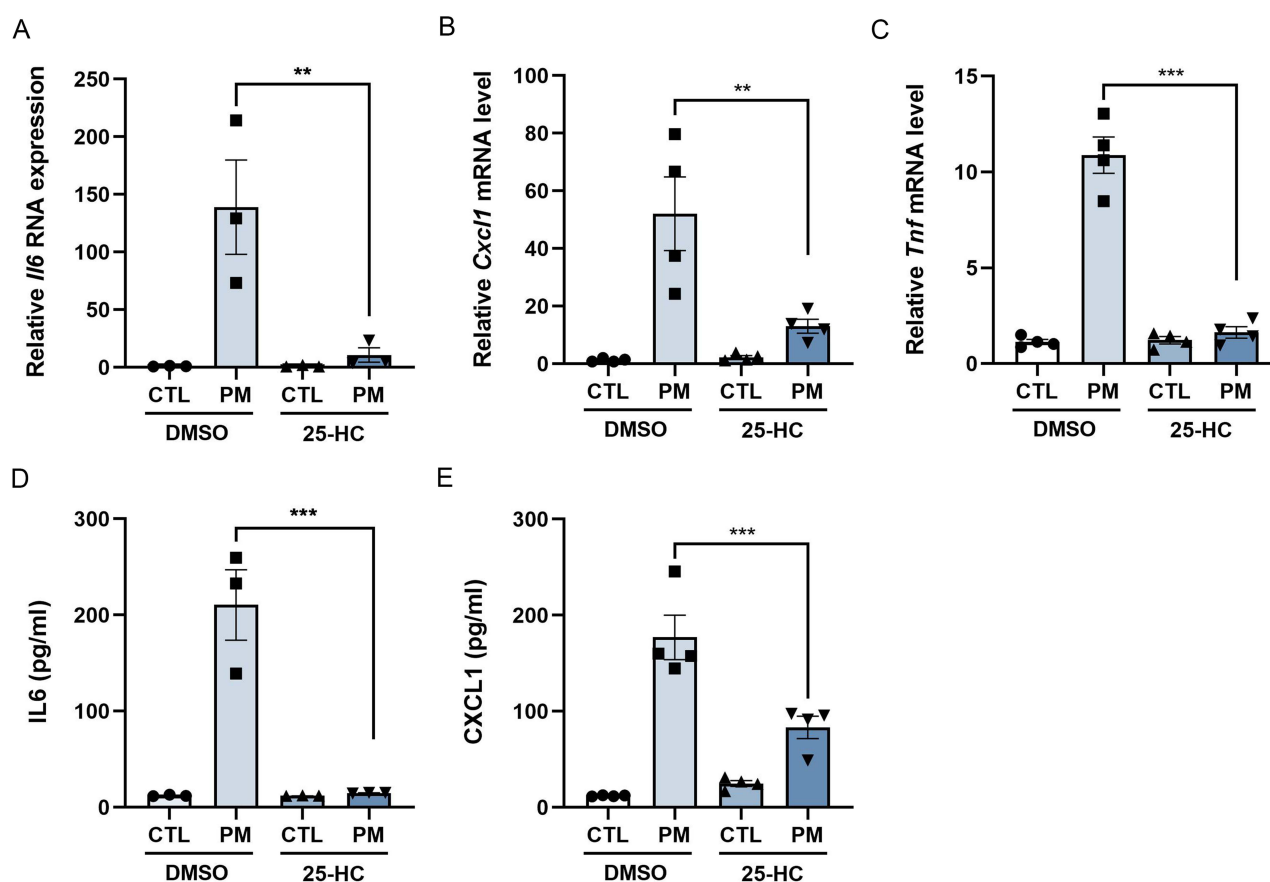 A
Relative Il6 RNA expression
250
200
150
100
50
0
**
CTL PM CTL PM
DMSO 25-HC
B
Relative Cxcl1 mRNA level
100
80
60
40
20
0
**
CTL PM CTL PM
DMSO 25-HC
C
Relative Tnf mRNA level
15
10
5
0
***
CTL PM CTL PM
DMSO 25-HC
D
IL6 (pg/ml)
300
200
100
0
***
CTL PM CTL PM
DMSO 25-HC
E
CXCL1 (pg/ml)
300
200
100
0
***
CTL PM CTL PM
DMSO 25-HC